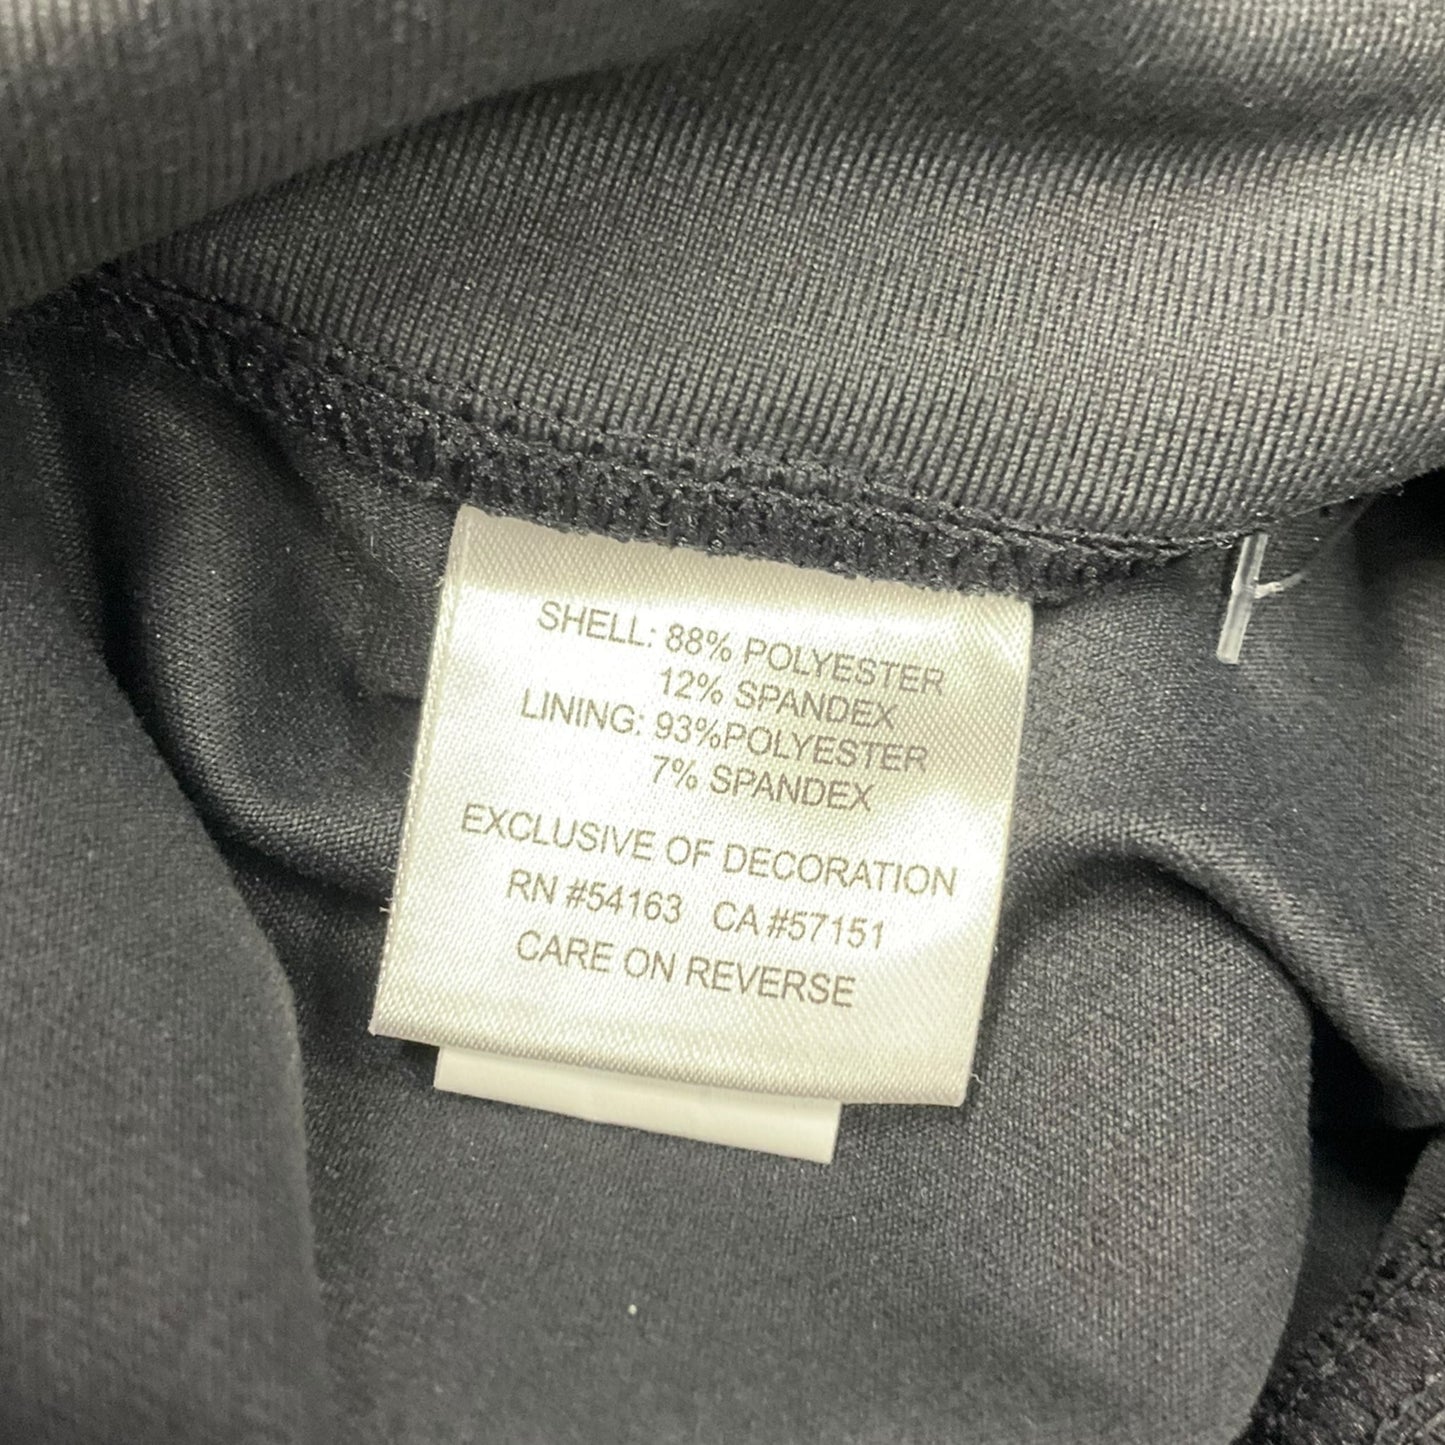 SHELL: 88% POLYESTER
12% SPANDEX
LINING: 93%POLYESTER
7% SPANDEX
EXCLUSIVE OF DECORATION
RN #54163 CA #57151
CARE ON REVERSE